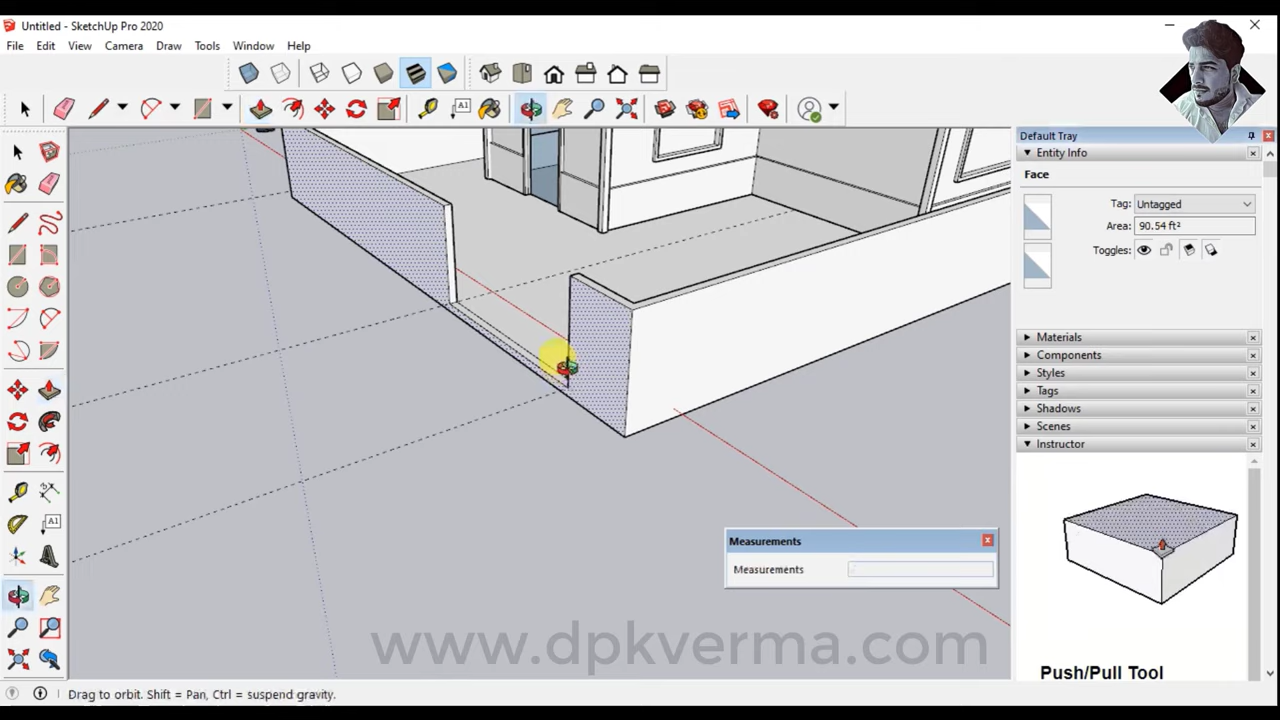 Untitled - SketchUp Pro 2020
File Edit View Camera Draw Tools Window Help
A1
Default Tray
Entity Info
Face
Tag: Untagged
Area: 90.54 ft²
Toggles:
Materials
Components
Styles
Tags
Shadows
Scenes
Instructor
A1
Measurements
Measurements
www.dpkverma.com
Push/Pull Tool
Drag to orbit. Shift = Pan, Ctrl = suspend gravity.